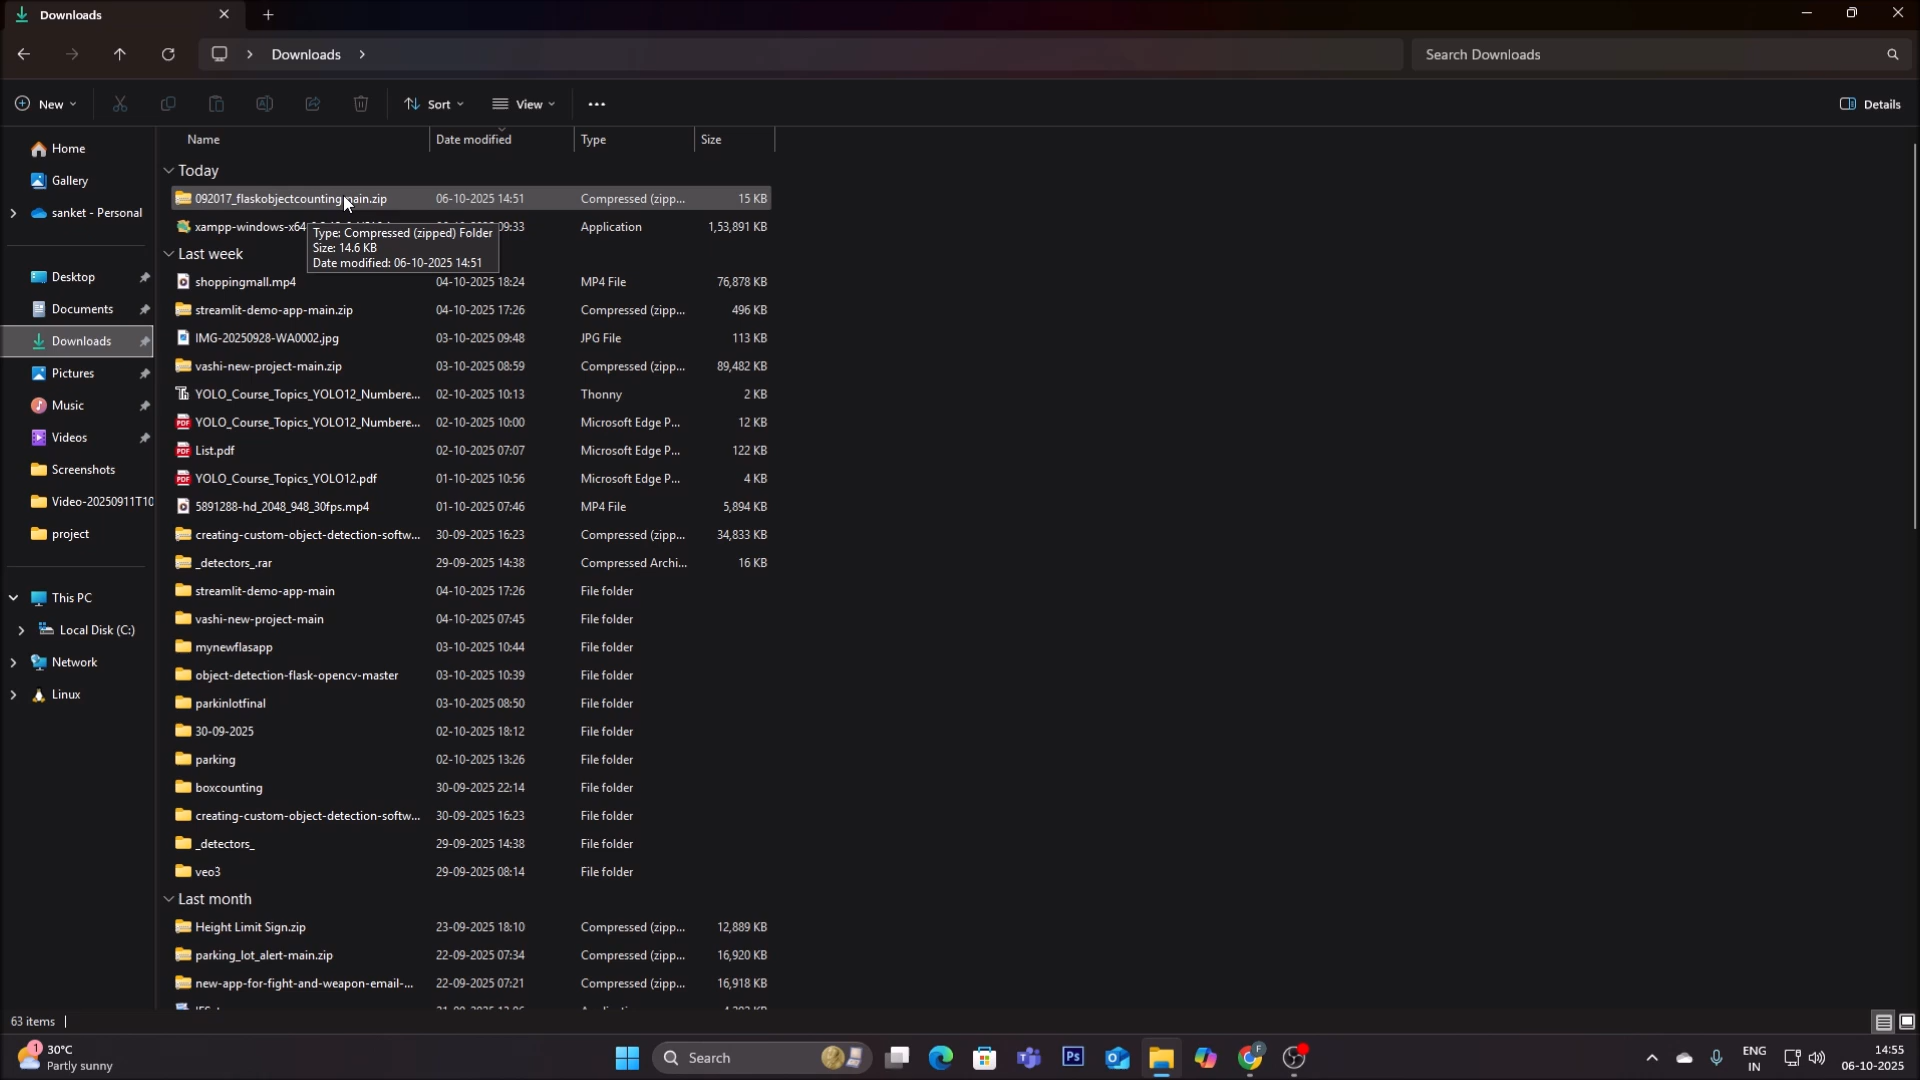 Downloads
Downloads
Search Downloads
New
Sort
View
Details
Home
Gallery
sanket - Personal
Desktop
Documents
Downloads
Pictures
Music
Videos
Screenshots
Video-20250911T10
project
This PC
Local Disk (C:)
Network
Linux
Name Date modified Type Size
Today
092017_flaskobjectcounting ain.zip 06-10-2025 14:51 Compressed (zipp... 15 KB
xampp-windows-x64 09:33 Application 1,53,891 KB
Type: Compressed (zipped) Folder
Size: 14.6 KB
Date modified: 06-10-2025 14:51
Last week
shoppingmall.mp4 04-10-2025 18:24 MP4 File 76,878 KB
streamlit-demo-app-main.zip 04-10-2025 17:26 Compressed (zipp... 496 KB
IMG-20250928-WA0002.jpg 03-10-2025 09:48 JPG File 113 KB
vashi-new-project-main.zip 03-10-2025 08:59 Compressed (zipp... 89,482 KB
YOLO_Course_Topics_YOLO12_Numbere... 02-10-2025 10:13 Thonny 2 KB
YOLO_Course_Topics_YOLO12_Numbere... 02-10-2025 10:00 Microsoft Edge P... 12 KB
List.pdf 02-10-2025 07:07 Microsoft Edge P... 122 KB
YOLO_Course_Topics_YOLO12.pdf 01-10-2025 10:56 Microsoft Edge P... 4 KB
5891288-hd_2048_948_30fps.mp4 01-10-2025 07:46 MP4 File 5,894 KB
creating-custom-object-detection-softw... 30-09-2025 16:23 Compressed (zipp... 34,833 KB
_detectors_.rar 29-09-2025 14:38 Compressed Archi... 16 KB
streamlit-demo-app-main 04-10-2025 17:26 File folder
vashi-new-project-main 04-10-2025 07:45 File folder
mynewflasapp 03-10-2025 10:44 File folder
object-detection-flask-opencv-master 03-10-2025 10:39 File folder
parkinlotfinal 03-10-2025 08:50 File folder
30-09-2025 02-10-2025 18:12 File folder
parking 02-10-2025 13:26 File folder
boxcounting 30-09-2025 22:14 File folder
creating-custom-object-detection-softw... 30-09-2025 16:23 File folder
_detectors_ 29-09-2025 14:38 File folder
veo3 29-09-2025 08:14 File folder
Last month
Height Limit Sign.zip 23-09-2025 18:10 Compressed (zipp... 12,889 KB
parking_lot_alert-main.zip 22-09-2025 07:34 Compressed (zipp... 16,920 KB
new-app-for-fight-and-weapon-email-... 22-09-2025 07:21 Compressed (zipp... 16,918 KB
63 items
1
30°C
Partly sunny
Search
Ps
F
ENG
IN
14:55
06-10-2025